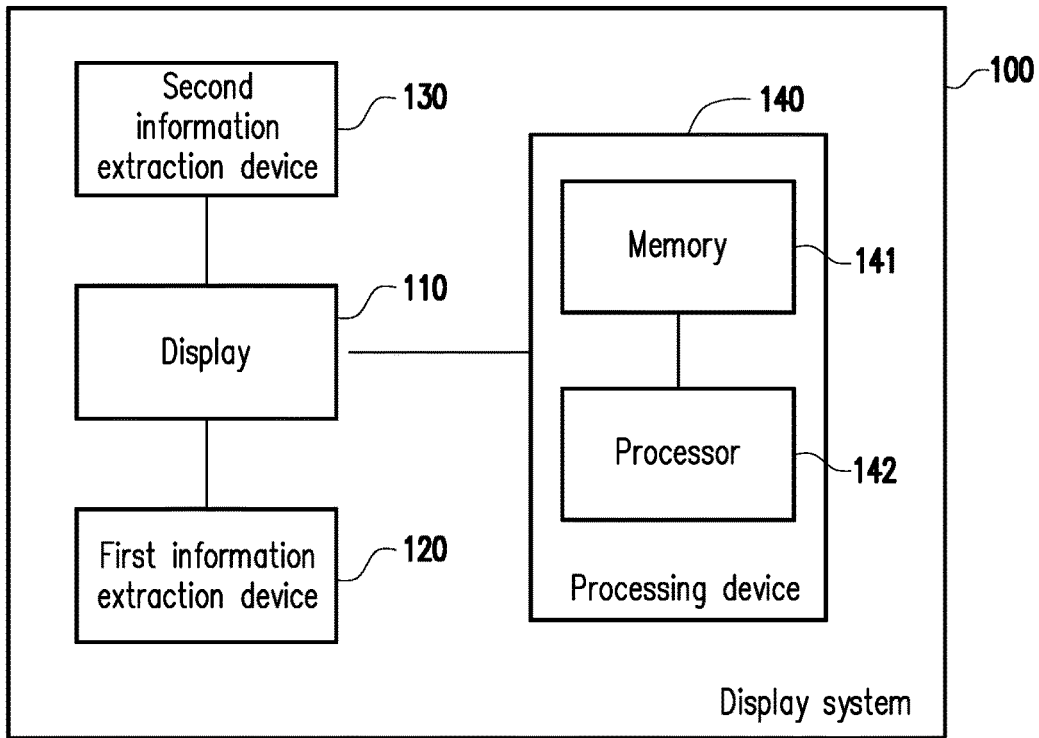 100
Second
information
extraction device
130
140
Memory
141
110
Display
Processor
142
First information
extraction device
120
Processing device
Display system